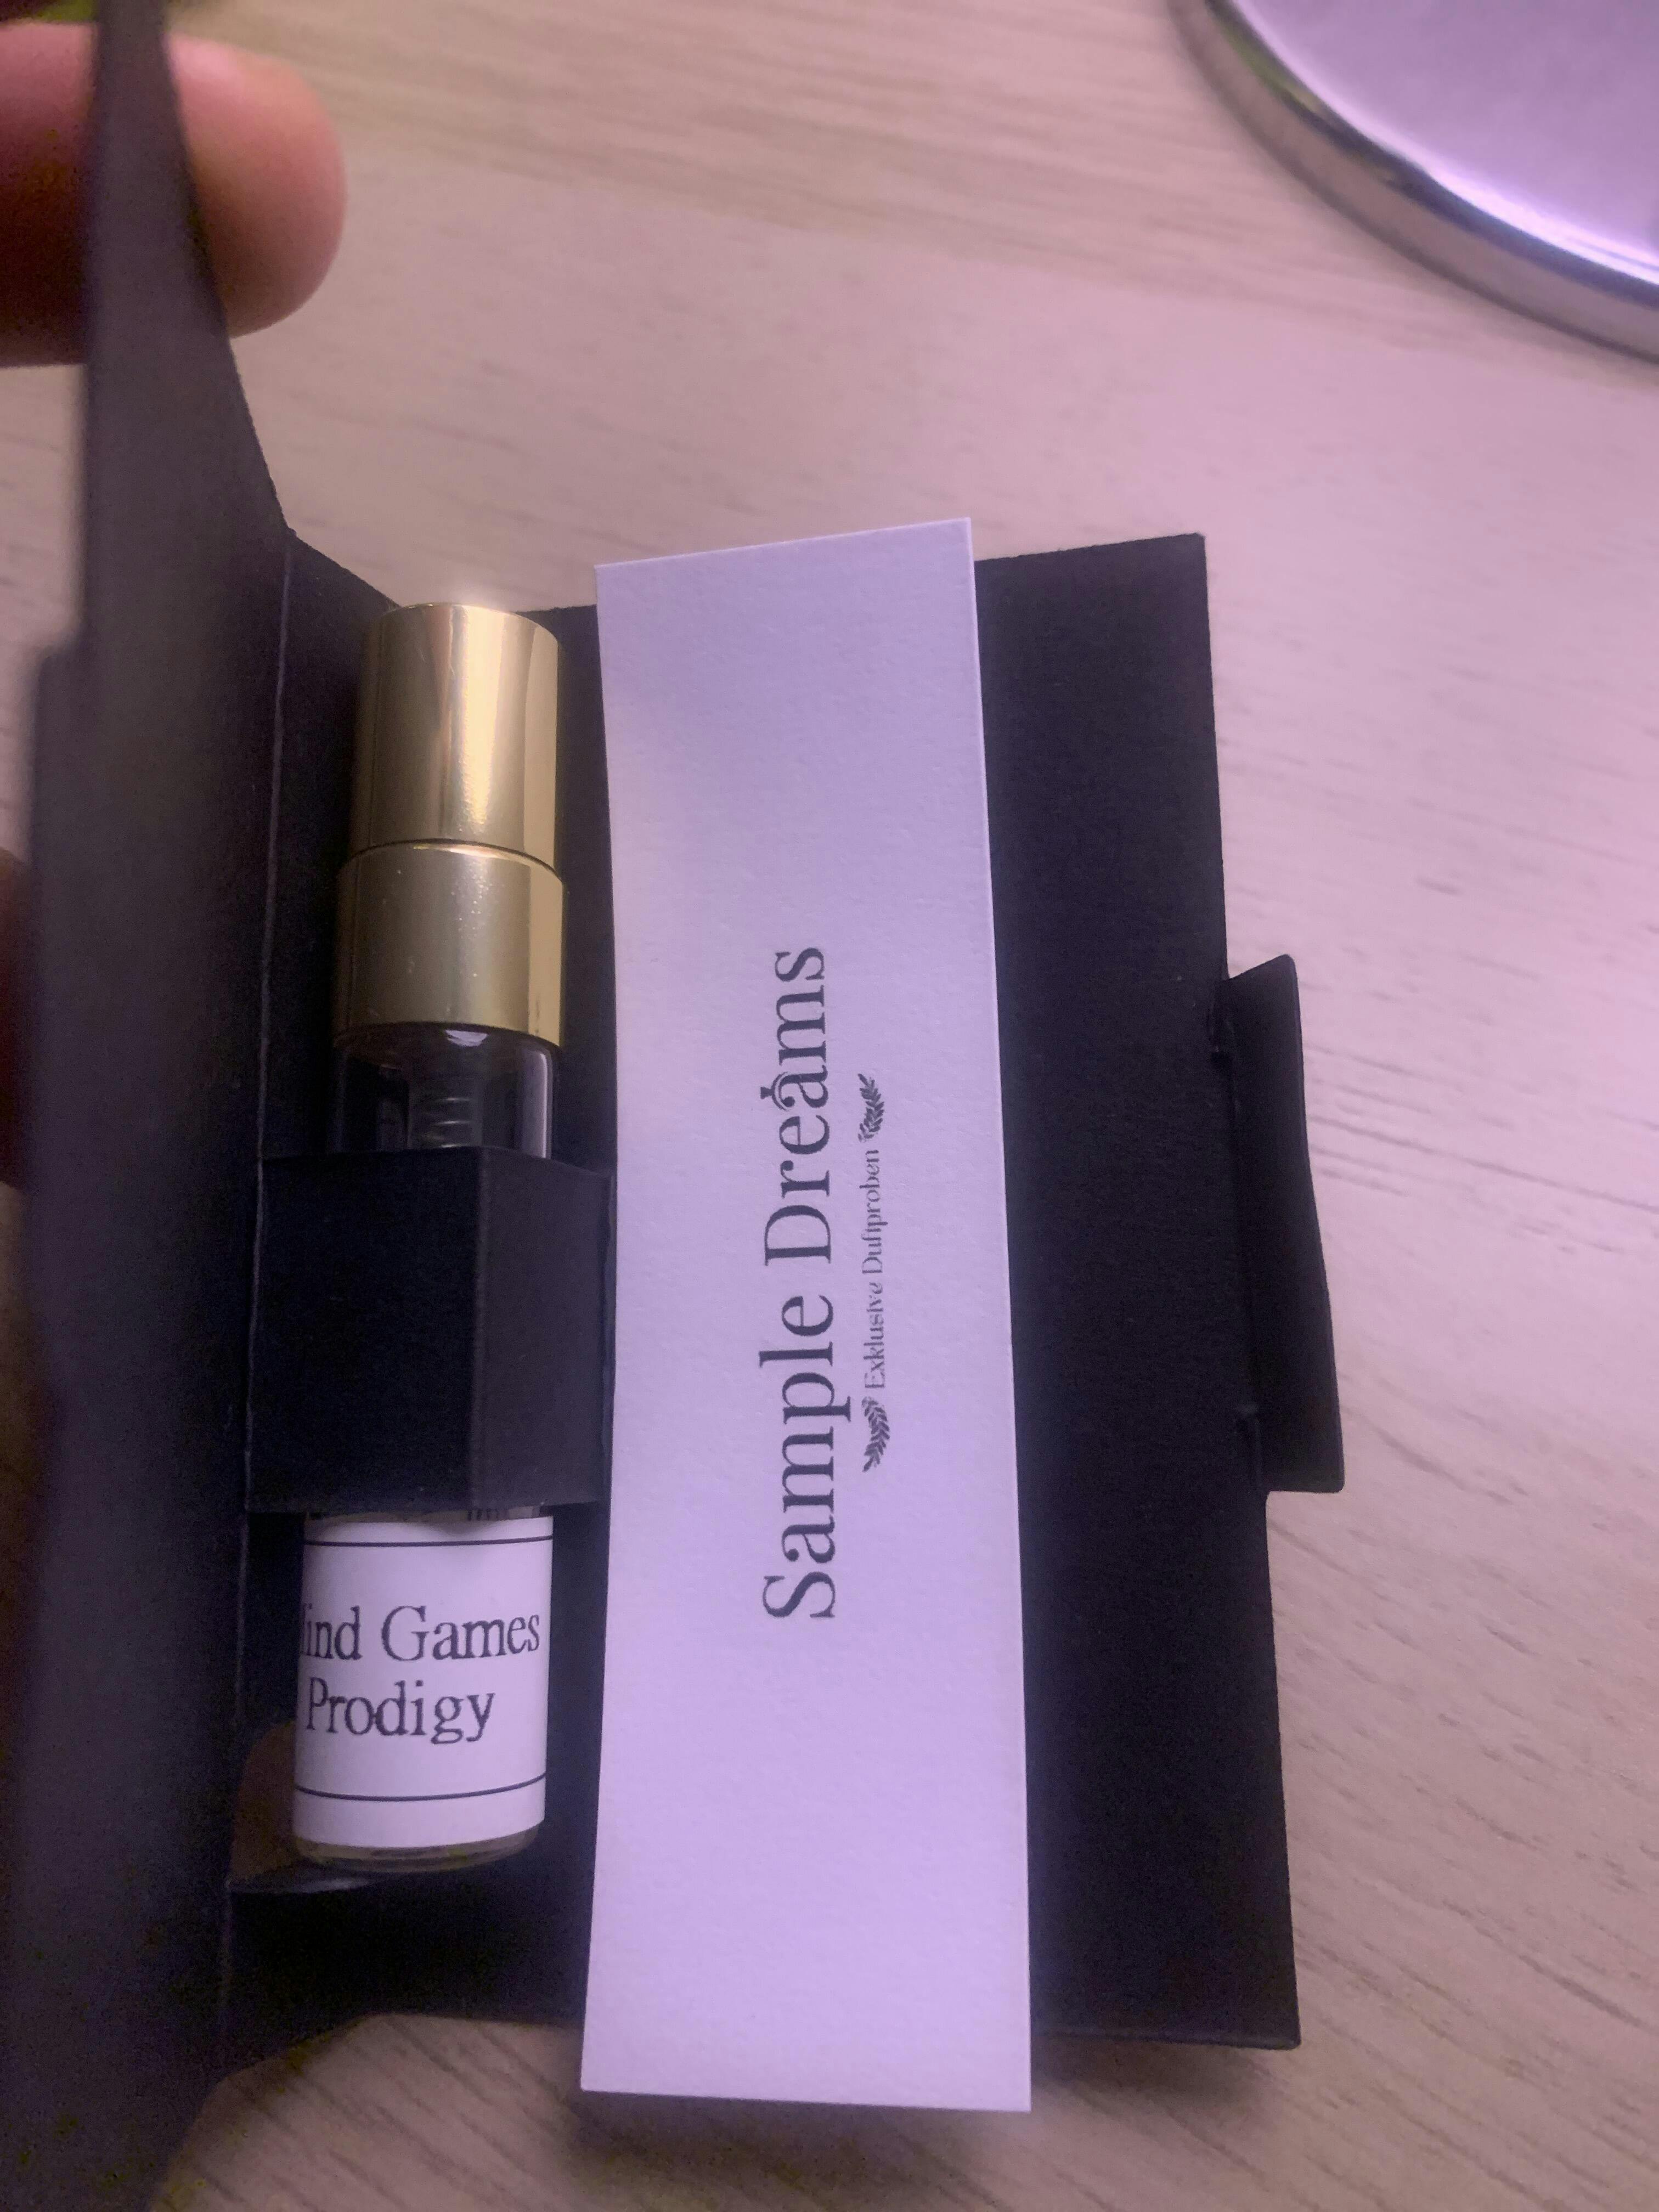 Games
Prodigy
Sample Dreams
Exklusive Duftproben